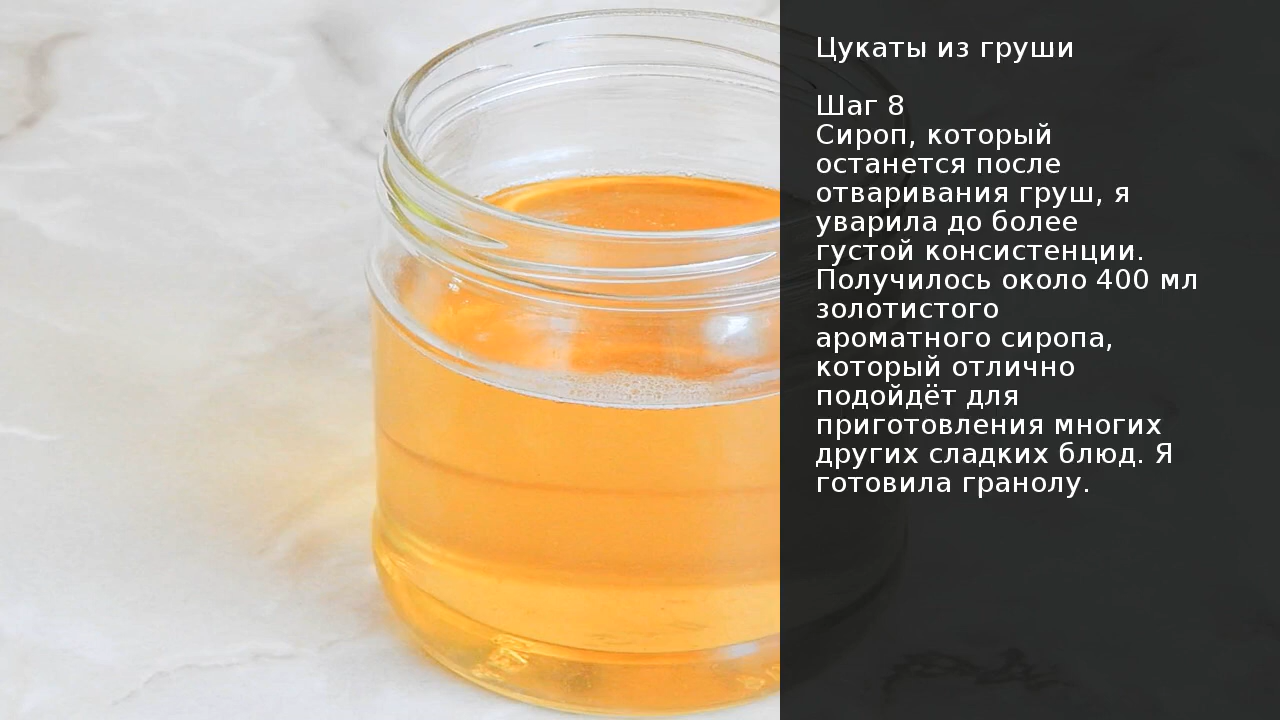 Цукаты из груши
Шаг 8
Сироп, который
останется после
отваривания груш, я
уварила до более
густой консистенции.
Получилось около 400 мл
золотистого
ароматного сиропа,
который отлично
подойдёт для
приготовления многих
других сладких блюд. Я
готовила гранолу.